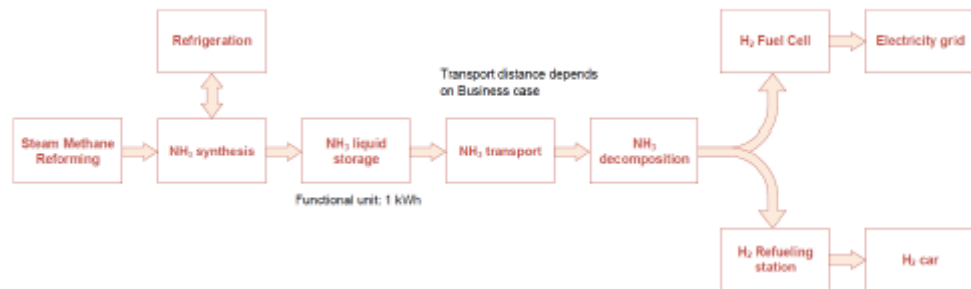 Refrigeration
H₂ Fuel Cell
Electricity grid
Transport distance depends
on Business case
Steam Methane
Reforming
NH₃ synthesis
NH₃ liquid
storage
NH₃ transport
NH₃
decomposition
Functional unit: 1 kWh
H₂ Refueling
station
H₂ car